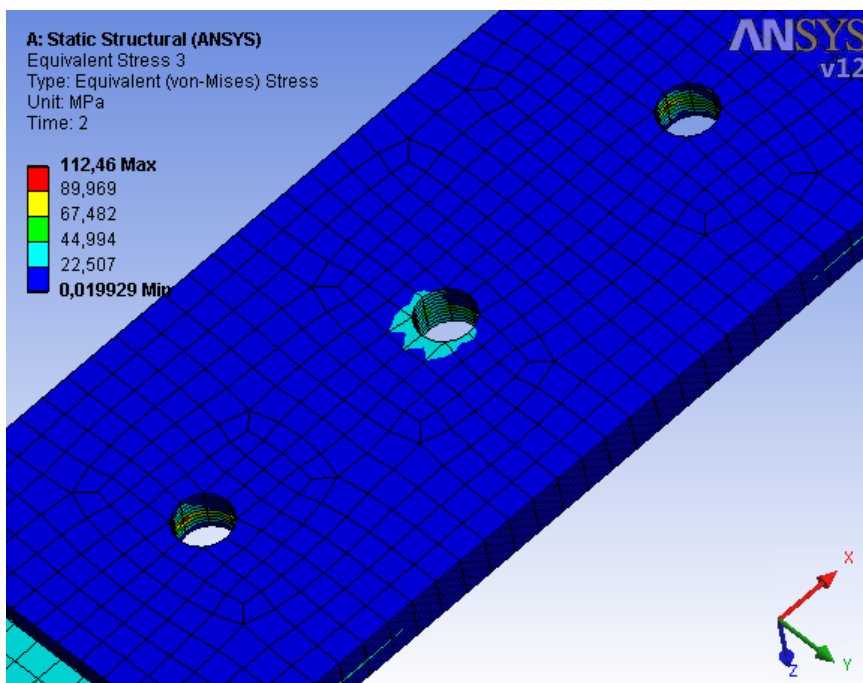 A: Static Structural (ANSYS)
Equivalent Stress 3
Type: Equivalent (von-Mises) Stress
Unit: MPa
Time: 2
112,46 Max
89,969
67,482
44,994
22,507
0,019929 Min
ANSYS
v12
X
Y
Z